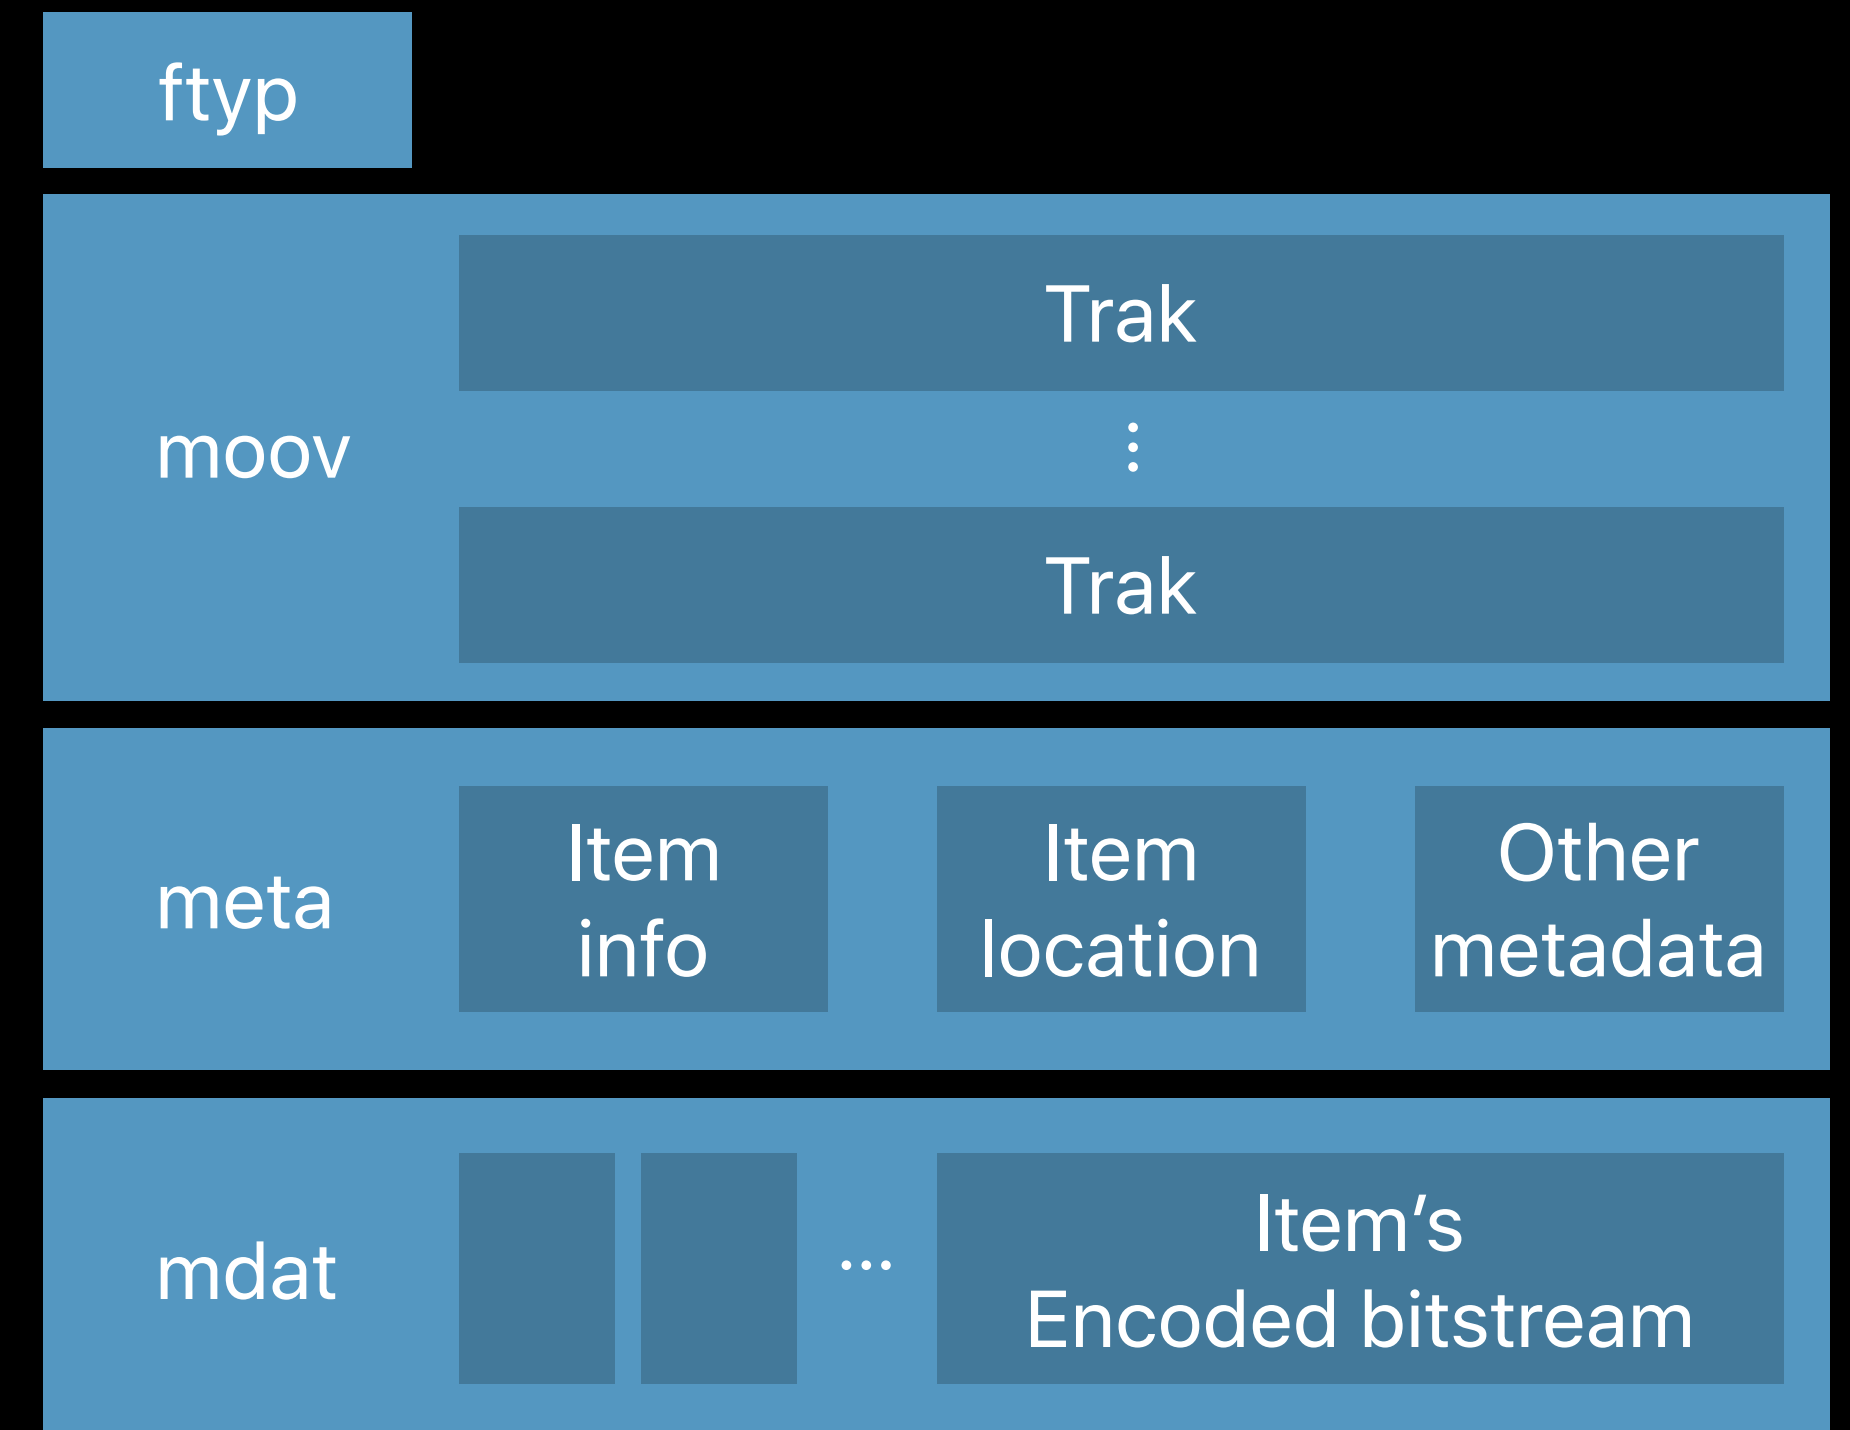 ftyp
moov
Trak
⋮
Trak
meta
Item
info
Item
location
Other
metadata
mdat
...
Item’s
Encoded bitstream